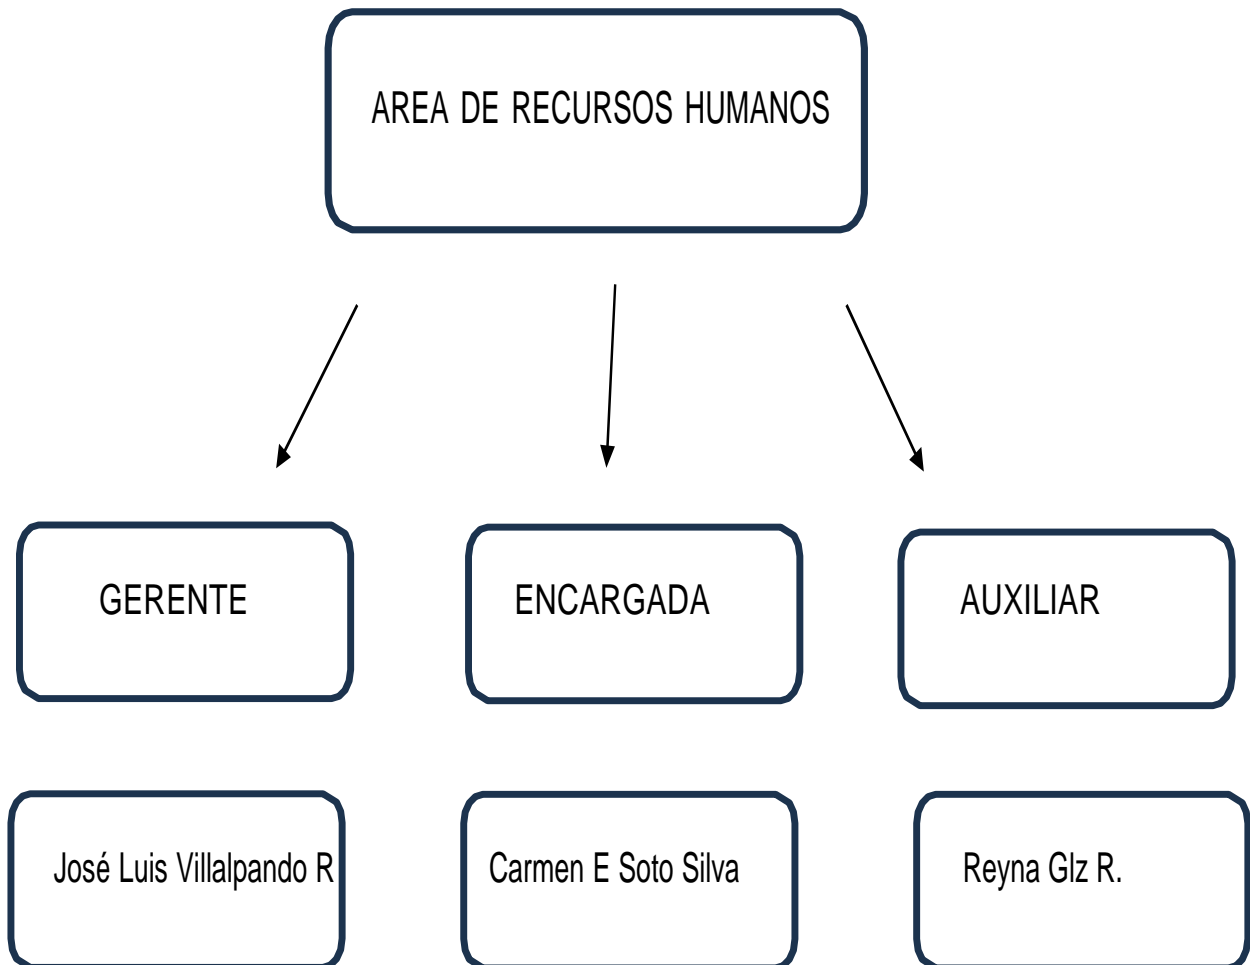 AREA DE RECURSOS HUMANOS
GERENTE
ENCARGADA
AUXILIAR
José Luis Villalpando R
Carmen E Soto Silva
Reyna Glz R.